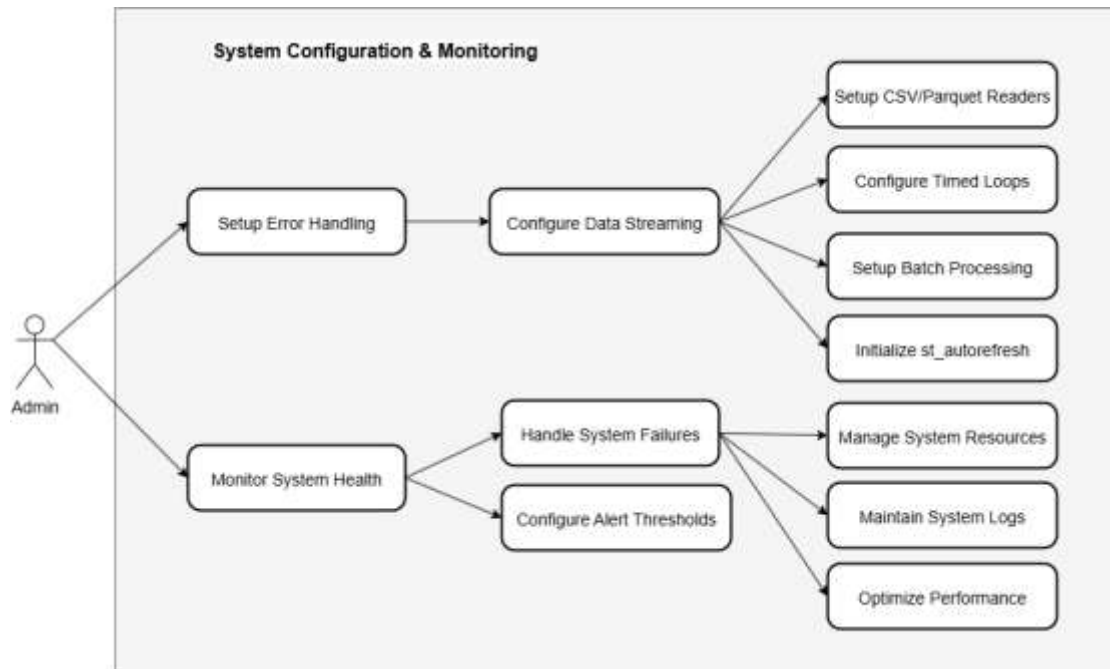 System Configuration & Monitoring
Setup CSV/Parquet Readers
Configure Timed Loops
Setup Error Handling
Configure Data Streaming
Setup Batch Processing
Initialize st_autorefresh
Admin
Handle System Failures
Manage System Resources
Monitor System Health
Configure Alert Thresholds
Maintain System Logs
Optimize Performance